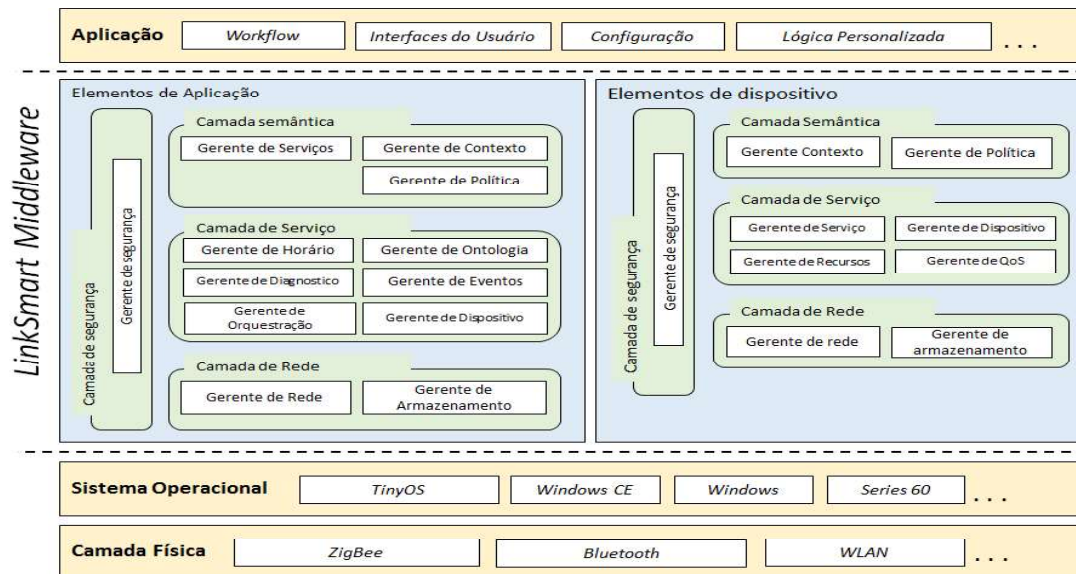 Aplicação
Workflow
Interfaces do Usuário
Configuração
Lógica Personalizada
...
LinkSmart Middleware
Elementos de Aplicação
Camada de segurança
Gerente de segurança
Camada semântica
Gerente de Serviços
Gerente de Contexto
Gerente de Política
Camada de Serviço
Gerente de Horário
Gerente de Ontologia
Gerente de Diagnostico
Gerente de Eventos
Gerente de
Orquestração
Gerente de Dispositivo
Camada de Rede
Gerente de Rede
Gerente de
Armazenamento
Elementos de dispositivo
Camada de segurança
Gerente de segurança
Camada Semântica
Gerente Contexto
Gerente de Política
Camada de Serviço
Gerente de Serviço
Gerente de Dispositivo
Gerente de Recursos
Gerente de QoS
Camada de Rede
Gerente de rede
Gerente de
armazenamento
Sistema Operacional
TinyOS
Windows CE
Windows
Series 60
...
Camada Física
ZigBee
Bluetooth
WLAN
...